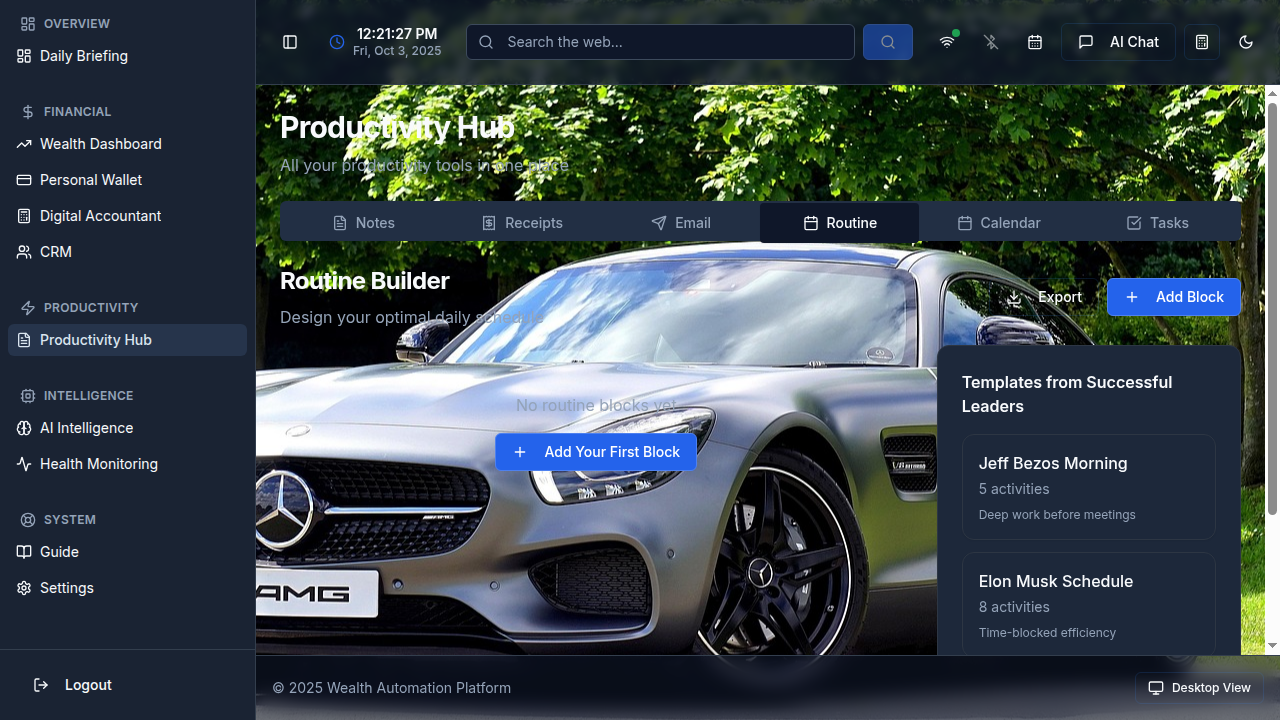 OVERVIEW
Daily Briefing
FINANCIAL
Wealth Dashboard
Personal Wallet
Digital Accountant
CRM
PRODUCTIVITY
Productivity Hub
INTELLIGENCE
AI Intelligence
Health Monitoring
SYSTEM
Guide
Settings
Logout
12:21:27 PM
Fri, Oct 3, 2025
Search the web...
AI Chat
Productivity Hub
All your productivity tools in one place
Notes
Receipts
Email
Routine
Calendar
Tasks
Routine Builder
Design your optimal daily schedule
Export
Add Block
No routine blocks yet
Add Your First Block
AMG
Templates from Successful
Leaders
Jeff Bezos Morning
5 activities
Deep work before meetings
Elon Musk Schedule
8 activities
Time-blocked efficiency
© 2025 Wealth Automation Platform
Desktop View